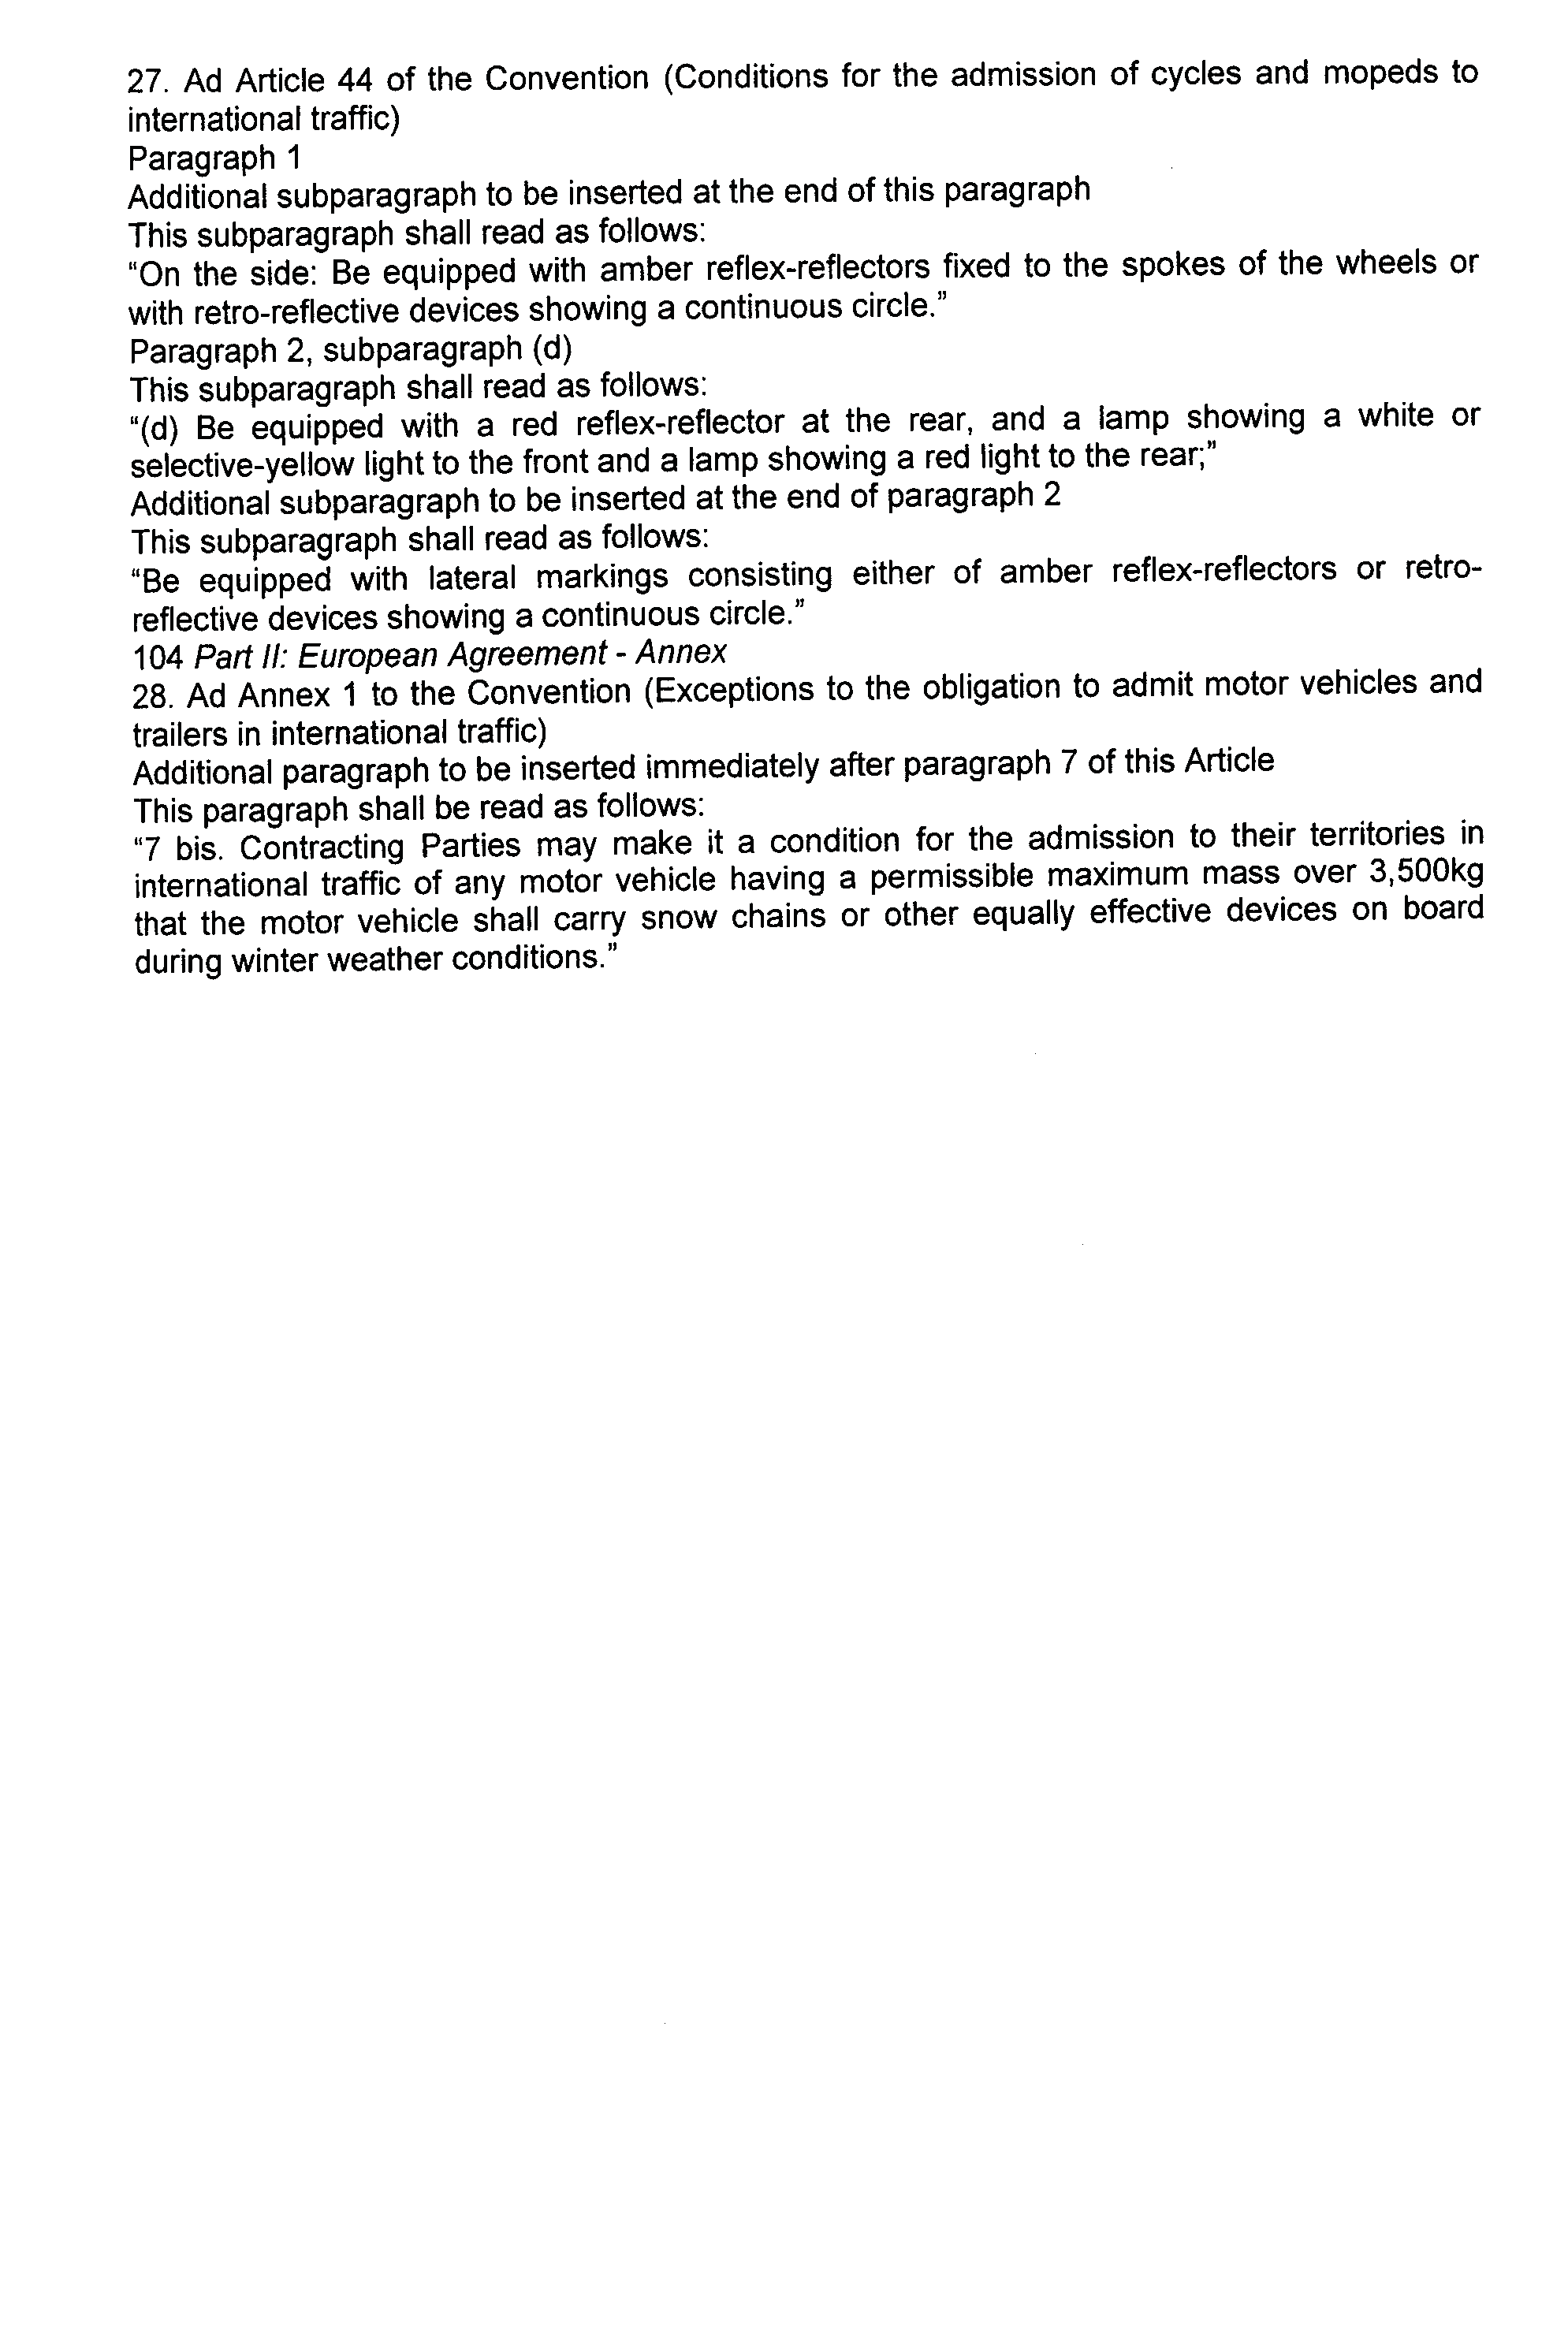 27. Ad Article 44 of the Convention (Conditions for the admission of cycles and mopeds to
international traffic)
Paragraph 1
Additional subparagraph to be inserted at the end of this paragraph
This subparagraph shall read as follows:
“On the side: Be equipped with amber reflex-reflectors fixed to the spokes of the wheels or
with retro-reflective devices showing a continuous circle.”
Paragraph 2, subparagraph (d)
This subparagraph shall read as follows:
“(d) Be equipped with a red reflex-reflector at the rear, and a lamp showing a white or
selective-yellow light to the front and a lamp showing a red light to the rear;”
Additional subparagraph to be inserted at the end of paragraph 2
This subparagraph shall read as follows:
“Be equipped with lateral markings consisting either of amber reflex-reflectors or retro-
reflective devices showing a continuous circle.”
104 Part II: European Agreement - Annex
28. Ad Annex 1 to the Convention (Exceptions to the obligation to admit motor vehicles and
trailers in international traffic)
Additional paragraph to be inserted immediately after paragraph 7 of this Article
This paragraph shall be read as follows:
“7 bis. Contracting Parties may make it a condition for the admission to their territories in
international traffic of any motor vehicle having a permissible maximum mass over 3,500kg
that the motor vehicle shall carry snow chains or other equally effective devices on board
during winter weather conditions.”